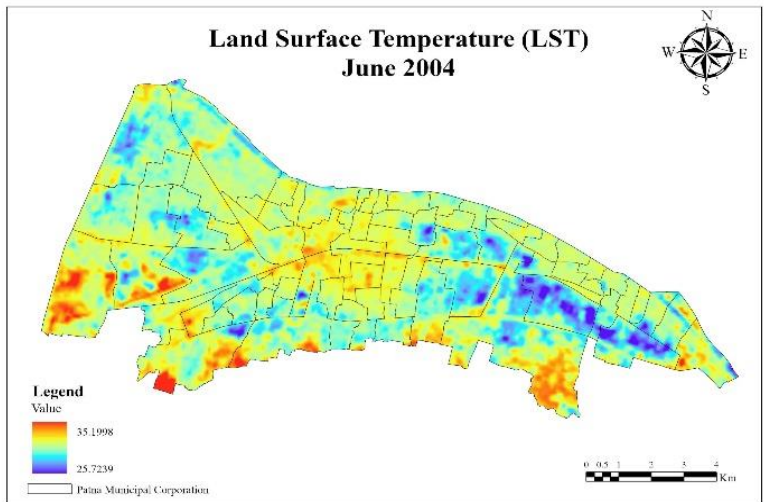 Land Surface Temperature (LST)
June 2004
N
W
E
S
Legend
Value
35.1998
25.7239
Patna Municipal Corporation
0 0.5 1 2 3 4
Km